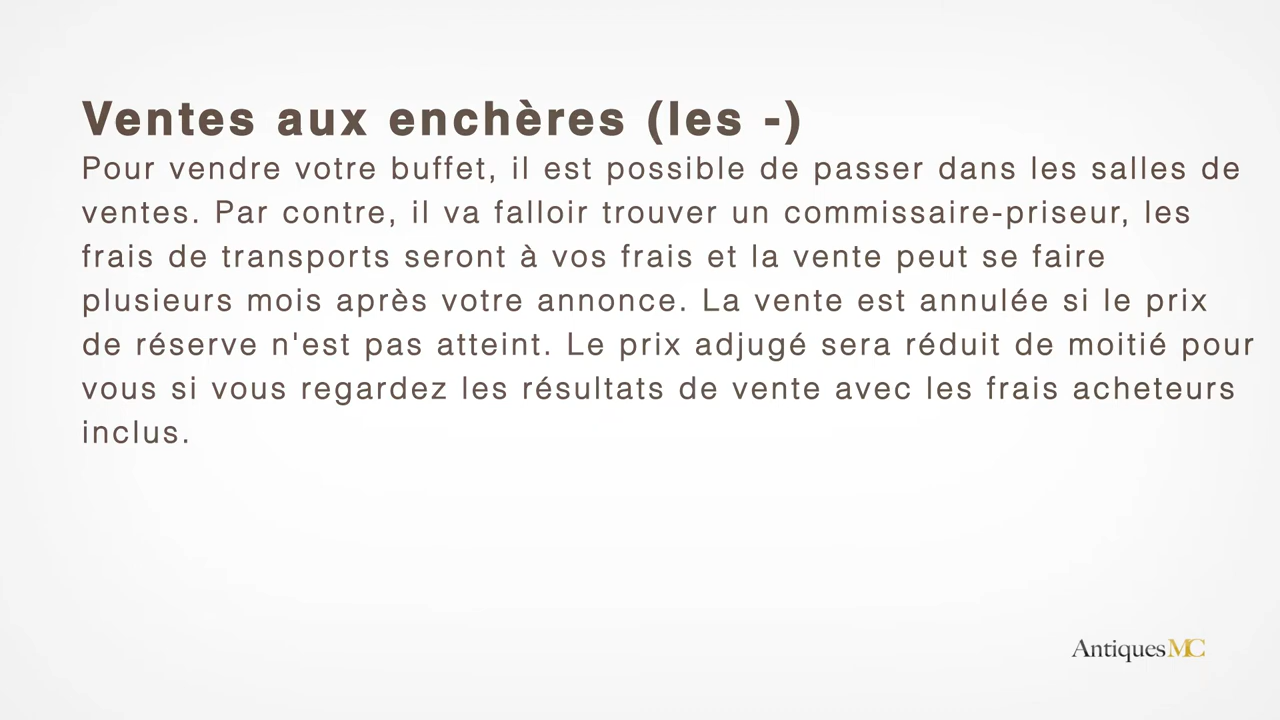 Ventes aux enchères (les -)
Pour vendre votre buffet, il est possible de passer dans les salles de
ventes. Par contre, il va falloir trouver un commissaire-priseur, les
frais de transports seront à vos frais et la vente peut se faire
plusieurs mois après votre annonce. La vente est annulée si le prix
de réserve n'est pas atteint. Le prix adjugé sera réduit de moitié pour
vous si vous regardez les résultats de vente avec les frais acheteurs
inclus.
Antiques MC